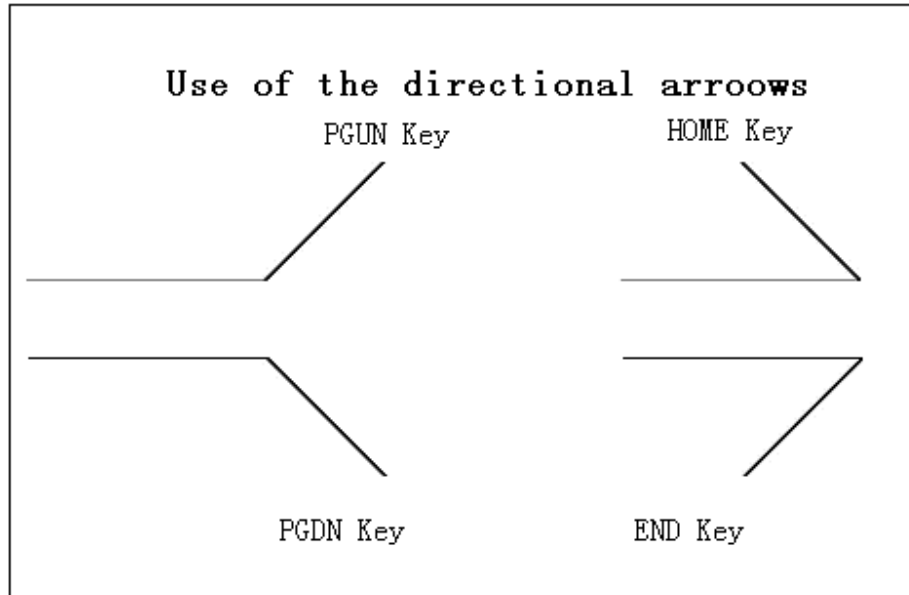 Use of the directional arroows
PGUN Key
HOME Key
PGDN Key
END Key